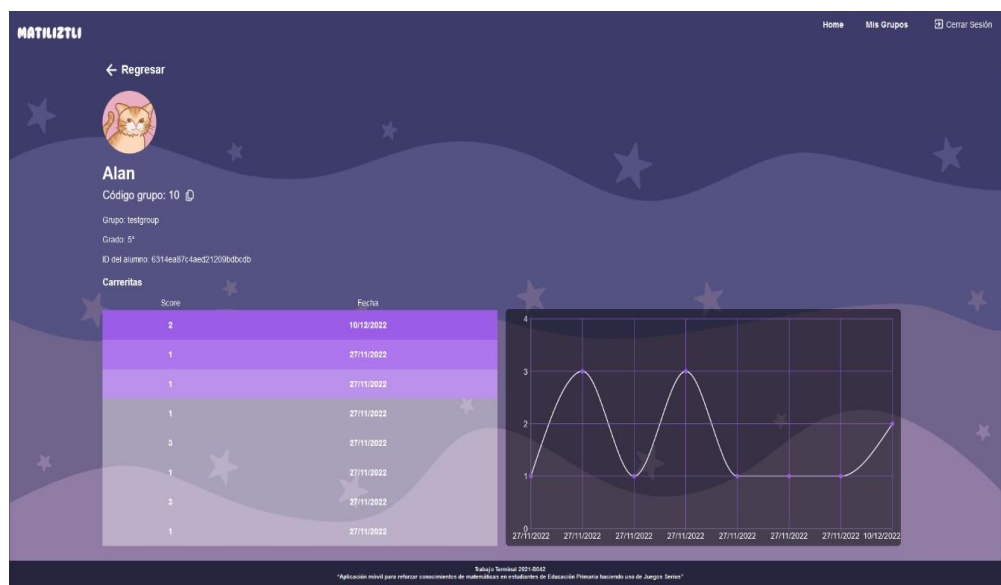 MATILIZTLI
Home Mis Grupos Cerrar Sesión
← Regresar
Alan
Código grupo: 10
Grupo: testgroup
Grado: 5°
ID del alumno: 6314ea87c4aed21209bdbcdb
Carreritas
Score Fecha
2 10/12/2022
1 27/11/2022
1 27/11/2022
1 27/11/2022
3 27/11/2022
1 27/11/2022
3 27/11/2022
1 27/11/2022
4
3
2
1
0
27/11/2022 27/11/2022 27/11/2022 27/11/2022 27/11/2022 27/11/2022 27/11/2022 10/12/2022
Trabajo Terminal 2021-B042
"Aplicación móvil para reforzar conocimientos de matemáticas en estudiantes de Educación Primaria haciendo uso de Juegos Serios"